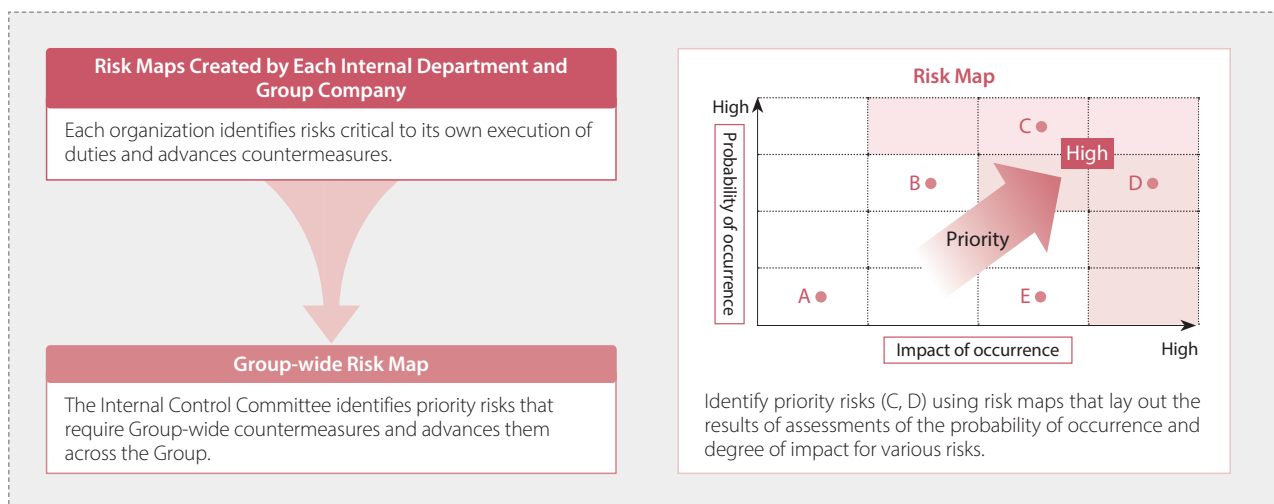 Risk Maps Created by Each Internal Department and
Group Company
Each organization identifies risks critical to its own execution of
duties and advances countermeasures.
Group-wide Risk Map
The Internal Control Committee identifies priority risks that
require Group-wide countermeasures and advances them
across the Group.
Risk Map
High
Probability of occurrence
C
High
B
D
Priority
A
E
Impact of occurrence
High
Identify priority risks (C, D) using risk maps that lay out the
results of assessments of the probability of occurrence and
degree of impact for various risks.